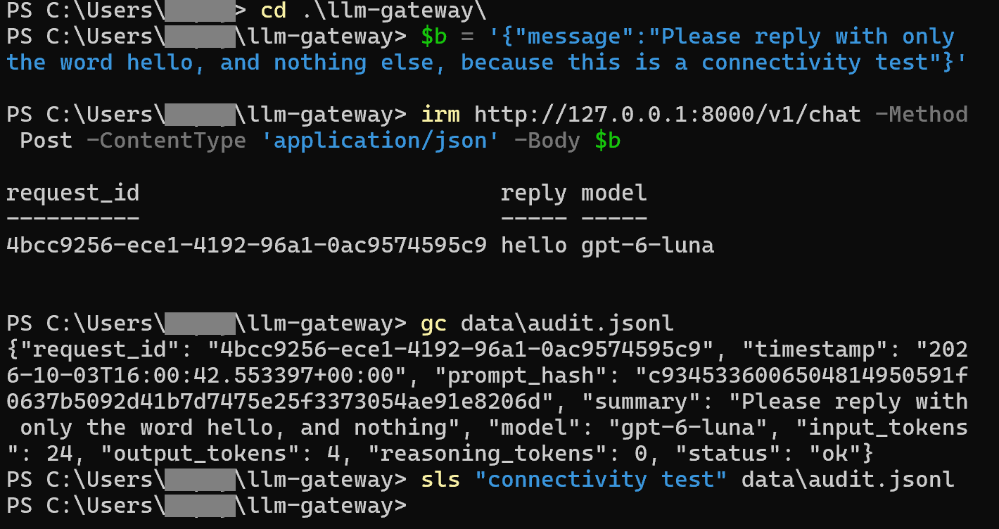 PS C:\Users\> cd .\llm-gateway\
PS C:\Users\\llm-gateway> $b = '{"message":"Please reply with only
the word hello, and nothing else, because this is a connectivity test"}'
PS C:\Users\\llm-gateway> irm http://127.0.0.1:8000/v1/chat -Method
Post -ContentType 'application/json' -Body $b
request_id reply model
---------- ----- -----
4bcc9256-ece1-4192-96a1-0ac9574595c9 hello gpt-6-luna
PS C:\Users\\llm-gateway> gc data\audit.jsonl
{"request_id": "4bcc9256-ece1-4192-96a1-0ac9574595c9", "timestamp": "202
6-10-03T16:00:42.553397+00:00", "prompt_hash": "c93453360065048149505 91f
0637b5092d41b7d7475e25f3373054ae91e8206d", "summary": "Please reply with
only the word hello, and nothing", "model": "gpt-6-luna", "input_tokens
": 24, "output_tokens": 4, "reasoning_tokens": 0, "status": "ok"}
PS C:\Users\\llm-gateway> sls "connectivity test" data\audit.jsonl
PS C:\Users\\llm-gateway>